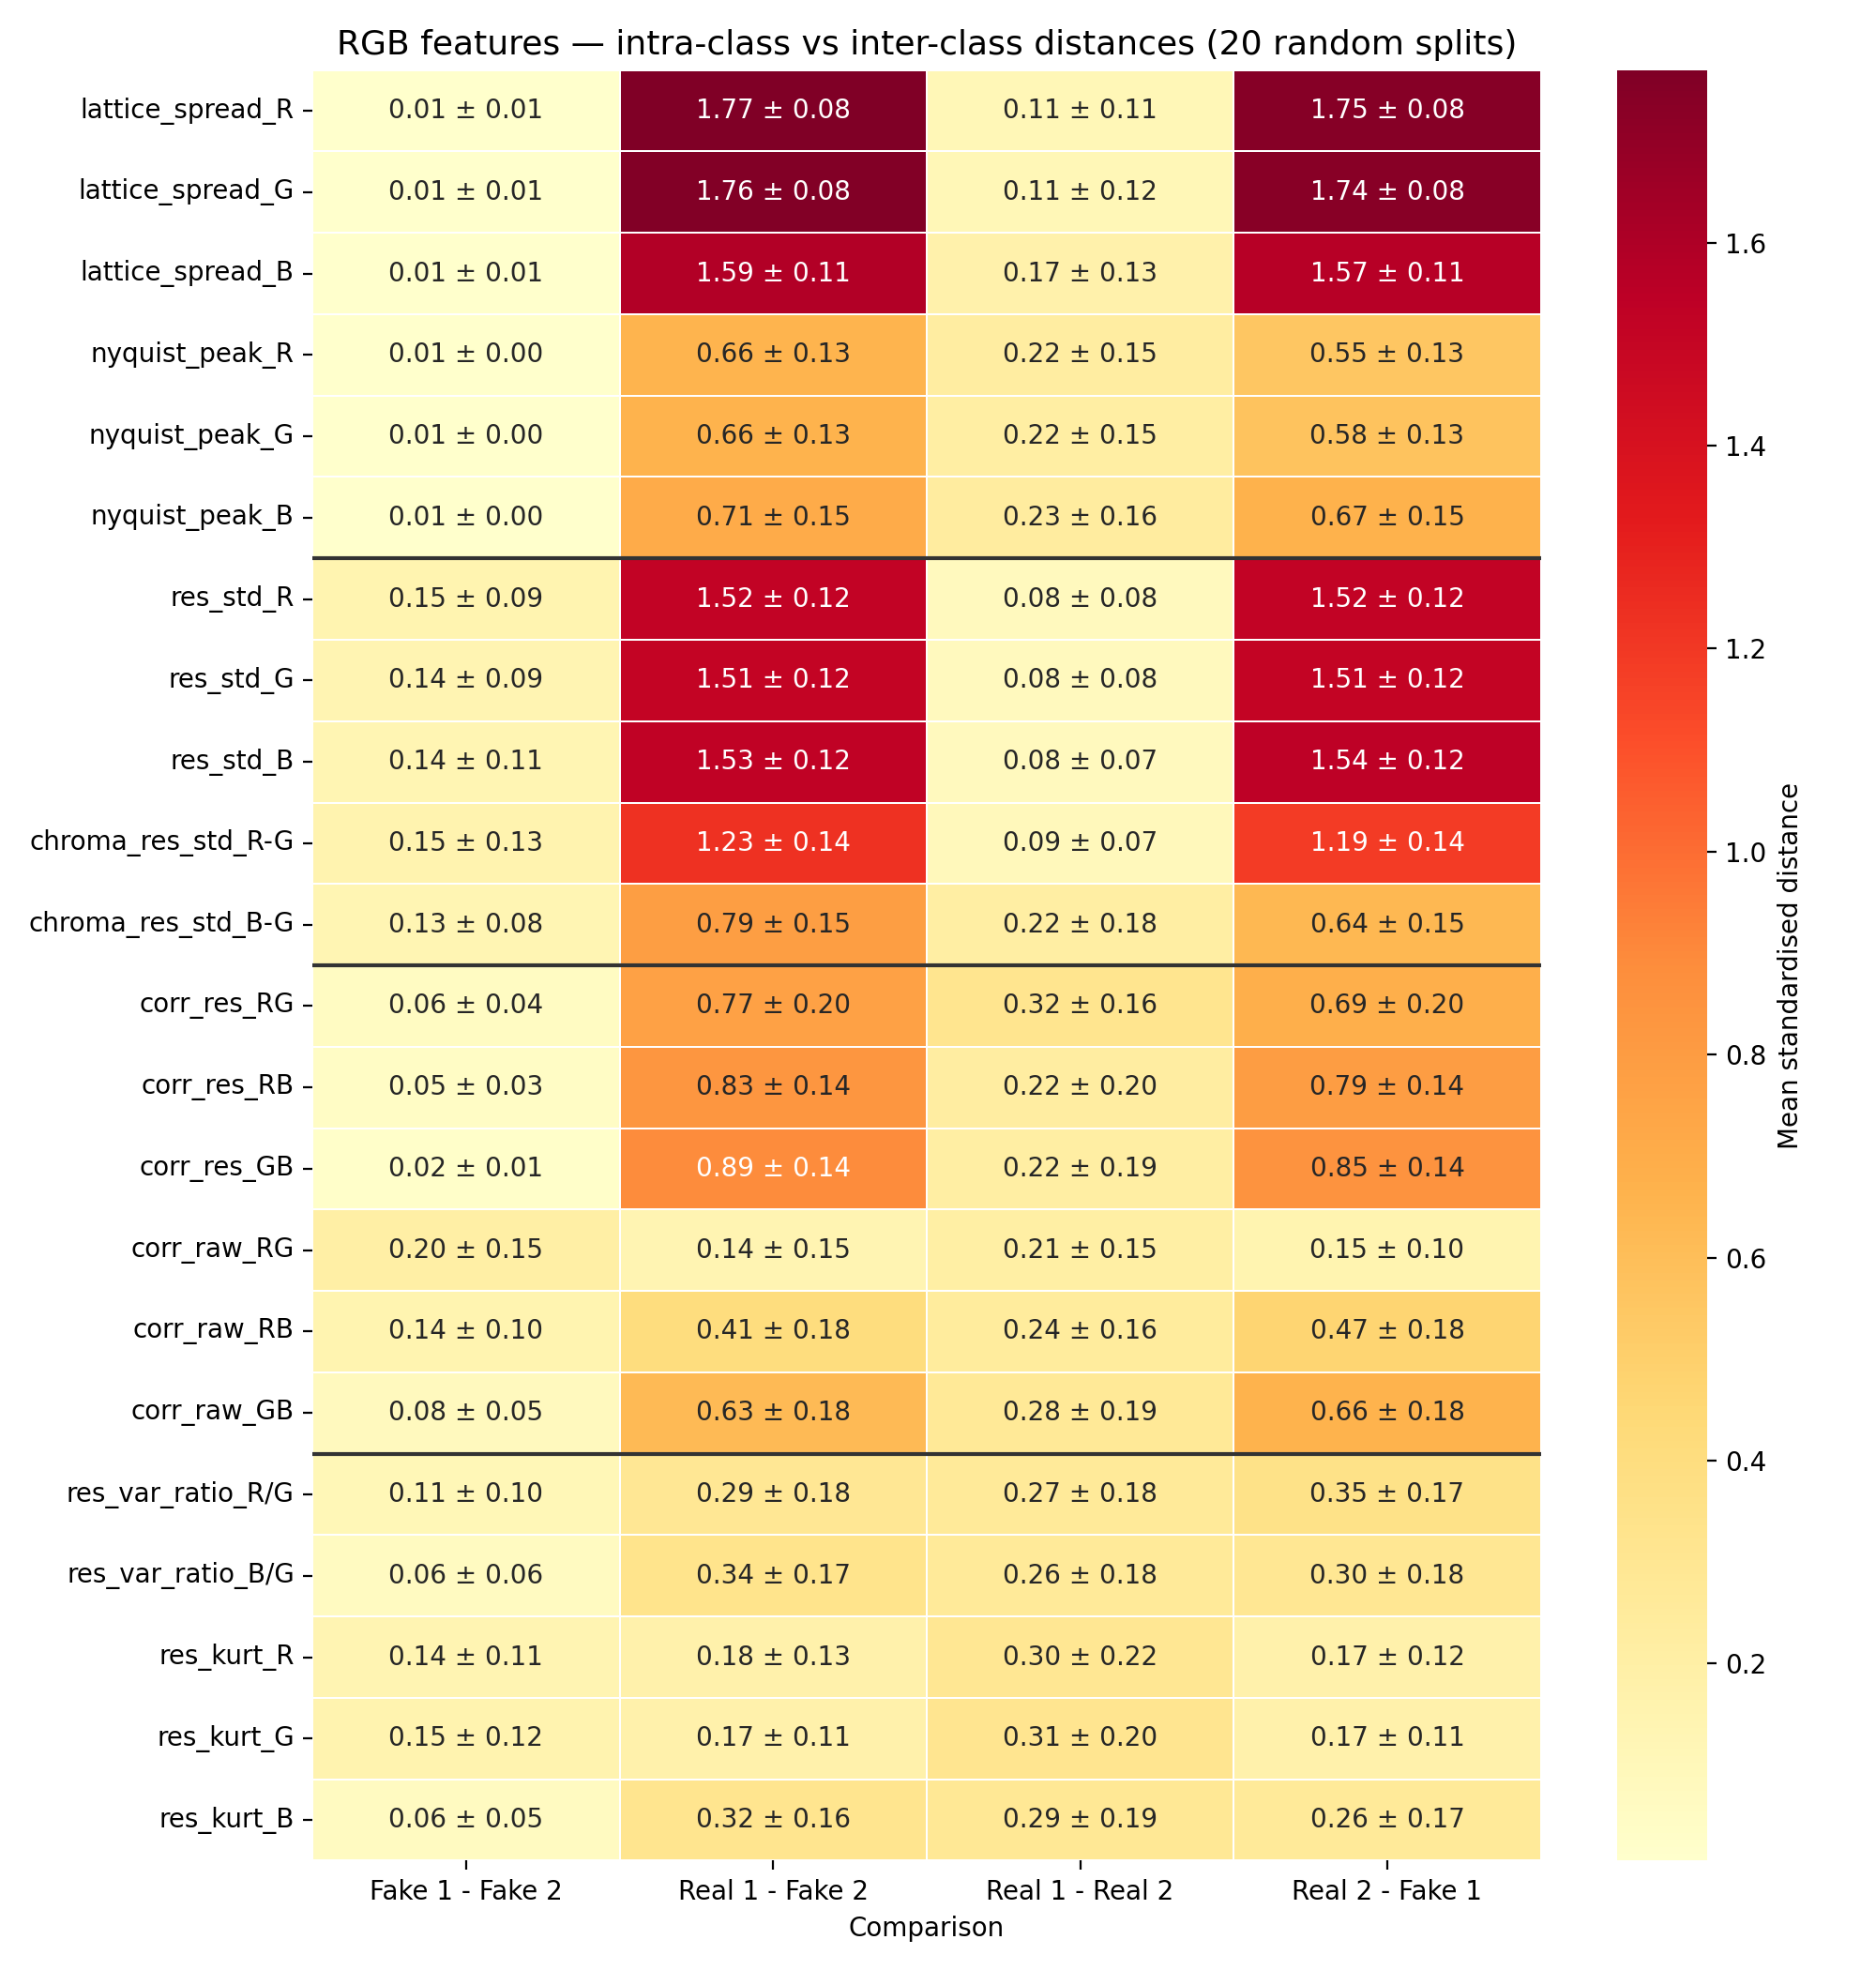 RGB features — intra-class vs inter-class distances (20 random splits)
lattice_spread_R 0.01 ± 0.01 1.77 ± 0.08 0.11 ± 0.11 1.75 ± 0.08
lattice_spread_G 0.01 ± 0.01 1.76 ± 0.08 0.11 ± 0.12 1.74 ± 0.08
lattice_spread_B 0.01 ± 0.01 1.59 ± 0.11 0.17 ± 0.13 1.57 ± 0.11
nyquist_peak_R 0.01 ± 0.00 0.66 ± 0.13 0.22 ± 0.15 0.55 ± 0.13
nyquist_peak_G 0.01 ± 0.00 0.66 ± 0.13 0.22 ± 0.15 0.58 ± 0.13
nyquist_peak_B 0.01 ± 0.00 0.71 ± 0.15 0.23 ± 0.16 0.67 ± 0.15
res_std_R 0.15 ± 0.09 1.52 ± 0.12 0.08 ± 0.08 1.52 ± 0.12
res_std_G 0.14 ± 0.09 1.51 ± 0.12 0.08 ± 0.08 1.51 ± 0.12
res_std_B 0.14 ± 0.11 1.53 ± 0.12 0.08 ± 0.07 1.54 ± 0.12
chroma_res_std_R-G 0.15 ± 0.13 1.23 ± 0.14 0.09 ± 0.07 1.19 ± 0.14
chroma_res_std_B-G 0.13 ± 0.08 0.79 ± 0.15 0.22 ± 0.18 0.64 ± 0.15
corr_res_RG 0.06 ± 0.04 0.77 ± 0.20 0.32 ± 0.16 0.69 ± 0.20
corr_res_RB 0.05 ± 0.03 0.83 ± 0.14 0.22 ± 0.20 0.79 ± 0.14
corr_res_GB 0.02 ± 0.01 0.89 ± 0.14 0.22 ± 0.19 0.85 ± 0.14
corr_raw_RG 0.20 ± 0.15 0.14 ± 0.15 0.21 ± 0.15 0.15 ± 0.10
corr_raw_RB 0.14 ± 0.10 0.41 ± 0.18 0.24 ± 0.16 0.47 ± 0.18
corr_raw_GB 0.08 ± 0.05 0.63 ± 0.18 0.28 ± 0.19 0.66 ± 0.18
res_var_ratio_R/G 0.11 ± 0.10 0.29 ± 0.18 0.27 ± 0.18 0.35 ± 0.17
res_var_ratio_B/G 0.06 ± 0.06 0.34 ± 0.17 0.26 ± 0.18 0.30 ± 0.18
res_kurt_R 0.14 ± 0.11 0.18 ± 0.13 0.30 ± 0.22 0.17 ± 0.12
res_kurt_G 0.15 ± 0.12 0.17 ± 0.11 0.31 ± 0.20 0.17 ± 0.11
res_kurt_B 0.06 ± 0.05 0.32 ± 0.16 0.29 ± 0.19 0.26 ± 0.17
Fake 1 - Fake 2 Real 1 - Fake 2 Real 1 - Real 2 Real 2 - Fake 1
Comparison
1.6
1.4
1.2
1.0
0.8
0.6
0.4
0.2
Mean standardised distance